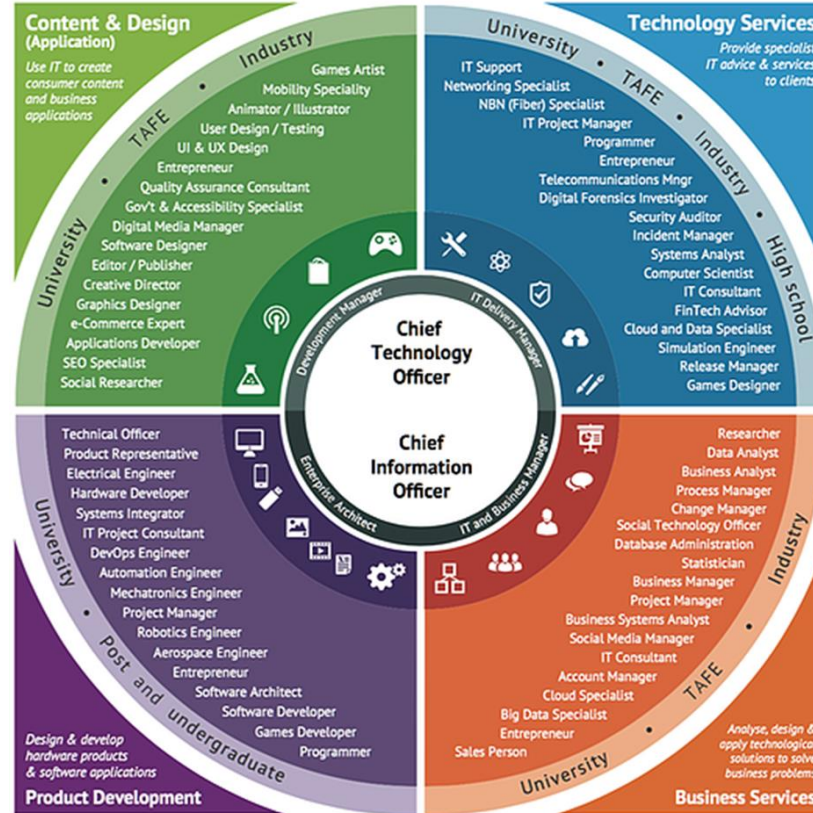 Content & Design
(Application)
Use IT to create
consumer content
and business
applications
University • TAFE • Industry
Games Artist
Mobility Speciality
Animator / Illustrator
User Design / Testing
UI & UX Design
Entrepreneur
Quality Assurance Consultant
Gov't & Accessibility Specialist
Digital Media Manager
Software Designer
Editor / Publisher
Creative Director
Graphics Designer
e-Commerce Expert
Applications Developer
SEO Specialist
Social Researcher
Technology Services
Provide specialist
IT advice & services
to clients
University • TAFE • Industry • High school
IT Support
Networking Specialist
NBN (Fiber) Specialist
IT Project Manager
Programmer
Entrepreneur
Telecommunications Mngr
Digital Forensics Investigator
Security Auditor
Incident Manager
Systems Analyst
Computer Scientist
IT Consultant
FinTech Advisor
Cloud and Data Specialist
Simulation Engineer
Release Manager
Games Designer
Development Manager
IT Delivery Manager
Chief
Technology
Officer
Chief
Information
Officer
Enterprise Architect
IT and Business Manager
Technical Officer
Product Representative
Electrical Engineer
Hardware Developer
Systems Integrator
IT Project Consultant
DevOps Engineer
Automation Engineer
Mechatronics Engineer
Project Manager
Robotics Engineer
Aerospace Engineer
Entrepreneur
Software Architect
Software Developer
Games Developer
Programmer
University • Post and undergraduate
Design & develop
hardware products
& software applications
Product Development
Researcher
Data Analyst
Business Analyst
Process Manager
Change Manager
Social Technology Officer
Database Administration
Statistician
Business Manager
Project Manager
Business Systems Analyst
Social Media Manager
IT Consultant
Account Manager
Cloud Specialist
Big Data Specialist
Entrepreneur
Sales Person
University • TAFE • Industry
Analyse, design &
apply technological
solutions to solve
business problems
Business Services